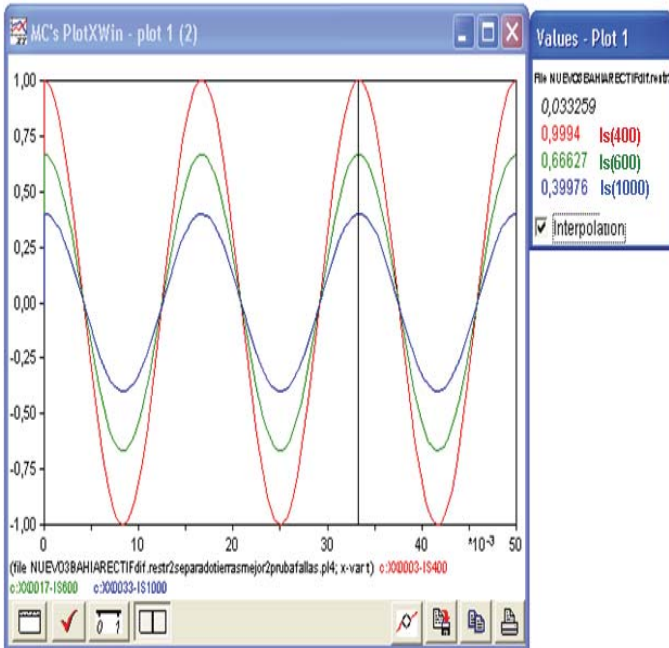 MC's PlotXWin - plot 1 (2)
1,00
0,75
0,50
0,25
0,00
-0,25
-0,50
-0,75
-1,00
0 10 20 30 40 *10⁻³ 50
(file NUEVO3BAHIARECTIFdif.restr2separadotierrasmejor2prubafallas.pl4; x-var t) c:XX0003-IS400
c:XX0017-IS600 c:XX0033-IS1000
0 1
Values - Plot 1
File NUEVO3BAHIARECTIFdif.restr
0,033259
0,9994 Is(400)
0,66627 Is(600)
0,39976 Is(1000)
Interpolation